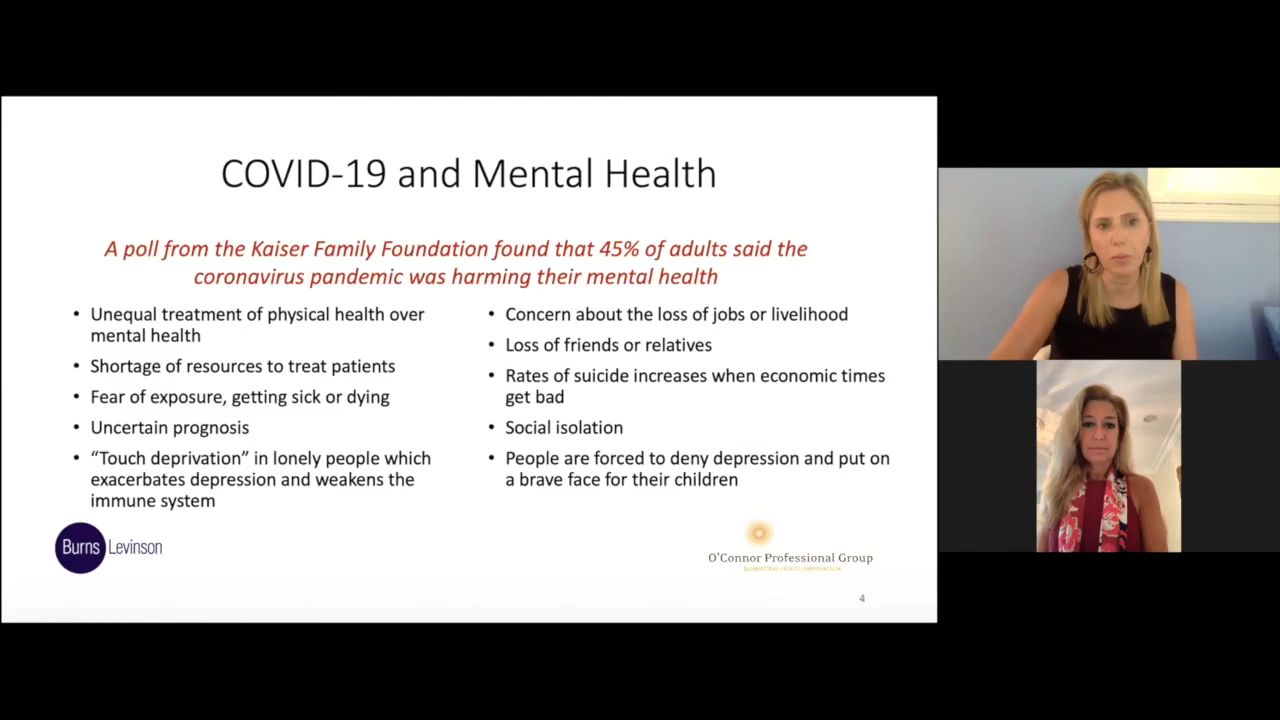 COVID-19 and Mental Health
A poll from the Kaiser Family Foundation found that 45% of adults said the
coronavirus pandemic was harming their mental health
• Unequal treatment of physical health over
mental health
• Shortage of resources to treat patients
• Fear of exposure, getting sick or dying
• Uncertain prognosis
• “Touch deprivation” in lonely people which
exacerbates depression and weakens the
immune system
• Concern about the loss of jobs or livelihood
• Loss of friends or relatives
• Rates of suicide increases when economic times
get bad
• Social isolation
• People are forced to deny depression and put on
a brave face for their children
Burns Levinson
O’Connor Professional Group
BEHAVIORAL HEALTH NAVIGATION
4